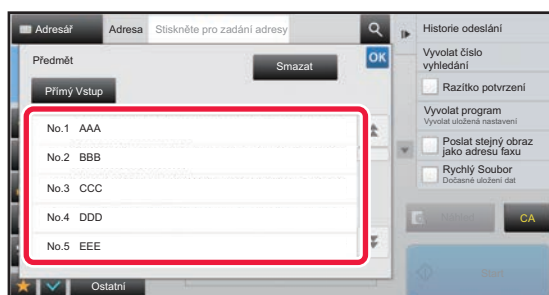 Adresář
Adresa
Stiskněte pro zadání adresy
Předmět
Smazat
OK
Přímý Vstup
No.1 AAA
No.2 BBB
No.3 CCC
No.4 DDD
No.5 EEE
Ostatní
Historie odeslání
Vyvolat číslo
vyhledání
Razítko potvrzení
Vyvolat program
Vyvolat uložená nastavení
Poslat stejný obraz
jako adresu faxu
Rychlý Soubor
Dočasné uložení dat
CA
Start